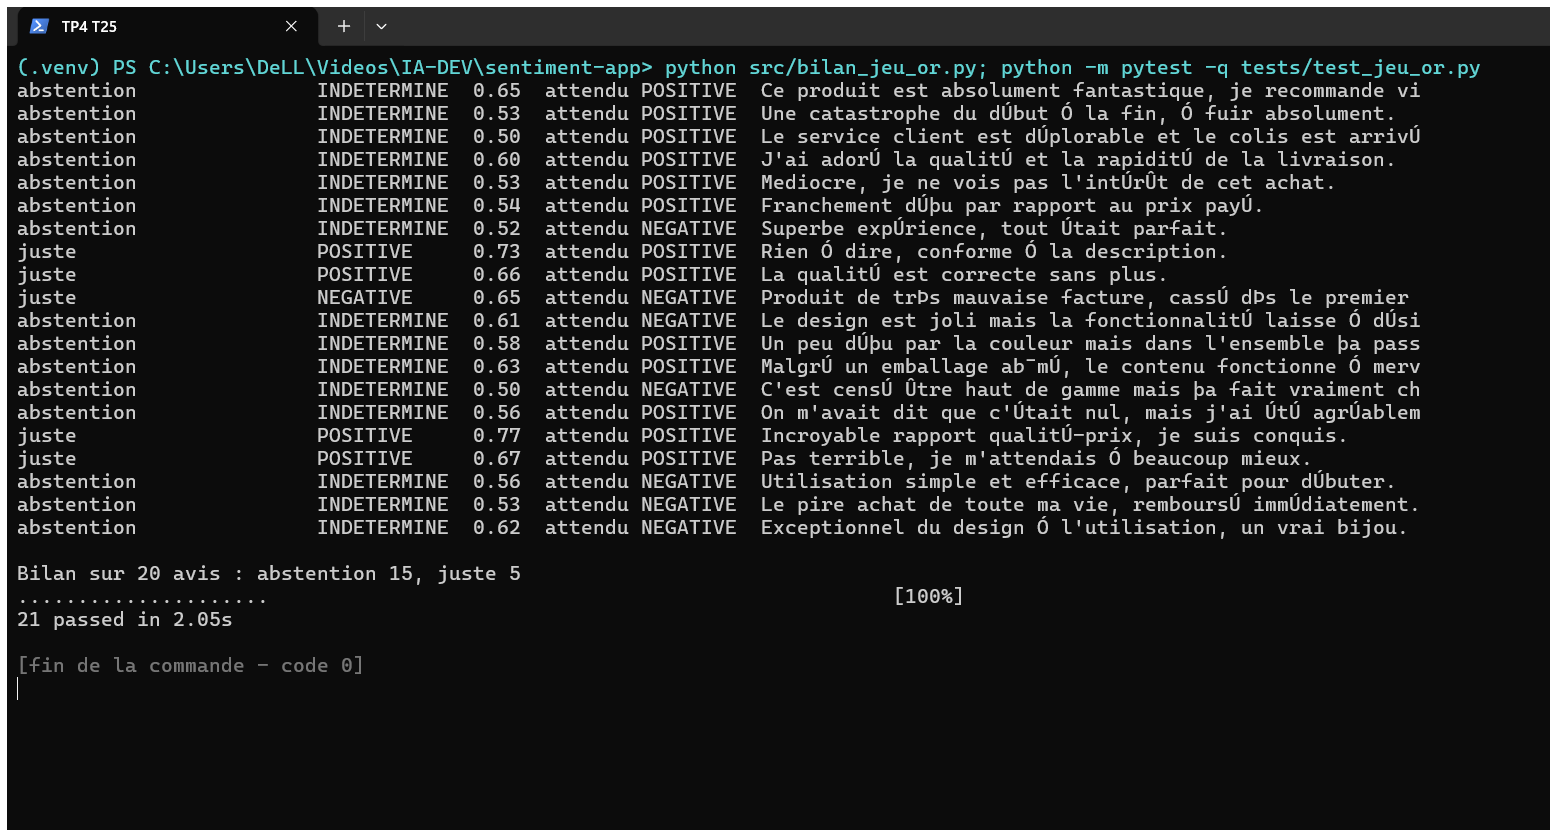 TP4 T25
(.venv) PS C:\Users\DeLL\Videos\IA-DEV\sentiment-app> python src/bilan_jeu_or.py; python -m pytest -q tests/test_jeu_or.py
abstention INDETERMINE 0.65 attendu POSITIVE Ce produit est absolument fantastique, je recommande vi
abstention INDETERMINE 0.53 attendu POSITIVE Une catastrophe du dÚbut Ó la fin, Ó fuir absolument.
abstention INDETERMINE 0.50 attendu POSITIVE Le service client est dÚplorable et le colis est arrivÚ
abstention INDETERMINE 0.60 attendu POSITIVE J'ai adorÚ la qualitÚ et la rapiditÚ de la livraison.
abstention INDETERMINE 0.53 attendu POSITIVE Mediocre, je ne vois pas l'intÚrÛt de cet achat.
abstention INDETERMINE 0.54 attendu POSITIVE Franchement dÚþu par rapport au prix payÚ.
abstention INDETERMINE 0.52 attendu NEGATIVE Superbe expÚrience, tout Útait parfait.
juste POSITIVE 0.73 attendu POSITIVE Rien Ó dire, conforme Ó la description.
juste POSITIVE 0.66 attendu POSITIVE La qualitÚ est correcte sans plus.
juste NEGATIVE 0.65 attendu NEGATIVE Produit de trÞs mauvaise facture, cassÚ dÞs le premier
abstention INDETERMINE 0.61 attendu NEGATIVE Le design est joli mais la fonctionnalitÚ laisse Ó dÚsi
abstention INDETERMINE 0.58 attendu POSITIVE Un peu dÚþu par la couleur mais dans l'ensemble þa pass
abstention INDETERMINE 0.63 attendu POSITIVE MalgrÚ un emballage ab¯mÚ, le contenu fonctionne Ó merv
abstention INDETERMINE 0.50 attendu NEGATIVE C'est censÚ Ûtre haut de gamme mais þa fait vraiment ch
abstention INDETERMINE 0.56 attendu POSITIVE On m'avait dit que c'Útait nul, mais j'ai ÚtÚ agrÚablem
juste POSITIVE 0.77 attendu POSITIVE Incroyable rapport qualitÚ-prix, je suis conquis.
juste POSITIVE 0.67 attendu POSITIVE Pas terrible, je m'attendais Ó beaucoup mieux.
abstention INDETERMINE 0.56 attendu NEGATIVE Utilisation simple et efficace, parfait pour dÚbuter.
abstention INDETERMINE 0.53 attendu NEGATIVE Le pire achat de toute ma vie, remboursÚ immÚdiatement.
abstention INDETERMINE 0.62 attendu NEGATIVE Exceptionnel du design Ó l'utilisation, un vrai bijou.
Bilan sur 20 avis : abstention 15, juste 5
..................... [100%]
21 passed in 2.05s
[fin de la commande - code 0]